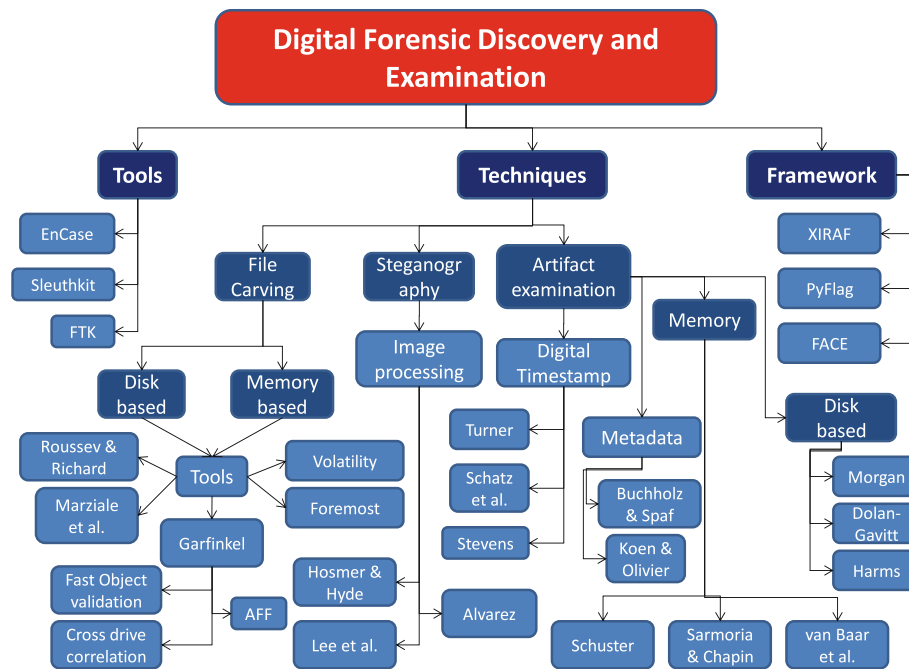 Digital Forensic Discovery and
Examination
Tools
Techniques
Framework
EnCase
Sleuthkit
FTK
File
Carving
Steganogr
aphy
Artifact
examination
XIRAF
PyFlag
FACE
Memory
Image
processing
Digital
Timestamp
Disk
based
Memory
based
Disk
based
Turner
Metadata
Roussev &
Richard
Tools
Volatility
Schatz
et al.
Morgan
Marziale
et al.
Foremost
Buchholz
& Spaf
Dolan-
Gavitt
Garfinkel
Stevens
Koen &
Olivier
Harms
Fast Object
validation
AFF
Hosmer &
Hyde
Alvarez
Cross drive
correlation
Lee et al.
Schuster
Sarmoria
& Chapin
van Baar
et al.